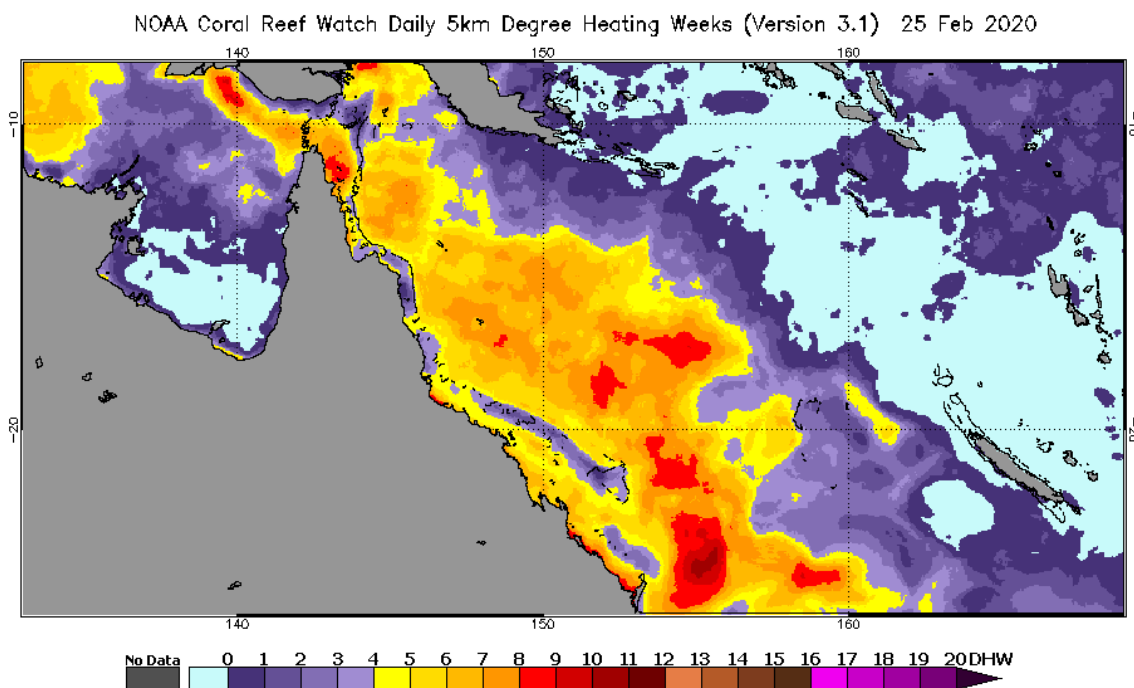 NOAA Coral Reef Watch Daily 5km Degree Heating Weeks (Version 3.1) 25 Feb 2020
140 150 160
-10 -10
-20 -20
140 150 160
No Data 0 1 2 3 4 5 6 7 8 9 10 11 12 13 14 15 16 17 18 19 20 DHW